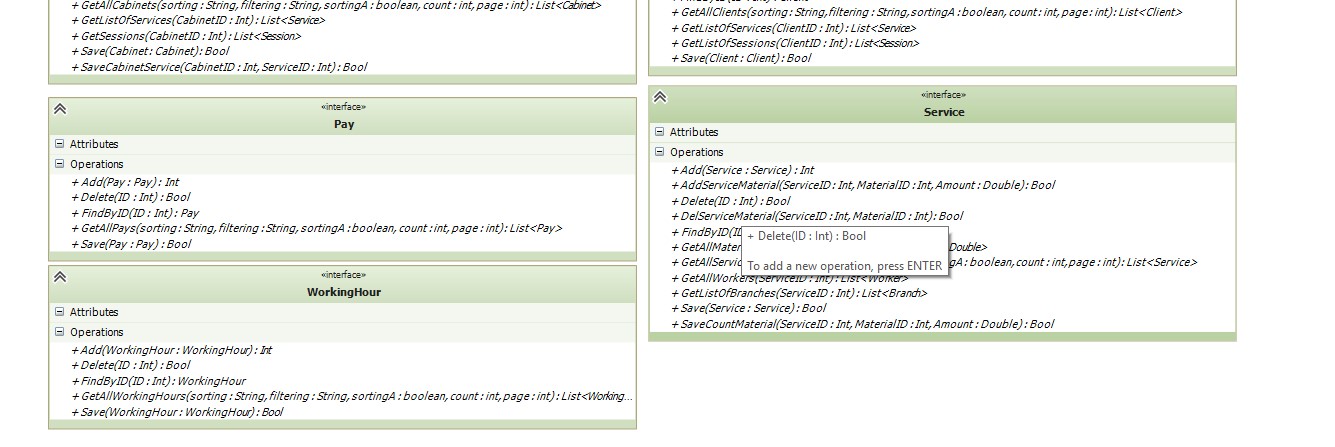 + GetAllCabinets(sorting : String,filtering : String,sortingA : boolean, count : int, page : int) : List<Cabinet>
+ GetListOfServices(CabinetID : Int) : List<Service>
+ GetSessions(CabinetID : Int) : List<Session>
+ Save(Cabinet : Cabinet) : Bool
+ SaveCabinetService(CabinetID : Int, ServiceID : Int) : Bool
+ GetAllClients(sorting : String,filtering : String,sortingA : boolean, count : int, page : int) : List<Client>
+ GetListOfServices(ClientID : Int) : List<Service>
+ GetListOfSessions(ClientID : Int) : List<Session>
+ Save(Client : Client) : Bool
«interface»
Pay
Attributes
Operations
+ Add(Pay : Pay) : Int
+ Delete(ID : Int) : Bool
+ FindByID(ID : Int) : Pay
+ GetAllPays(sorting : String,filtering : String, sortingA : boolean, count : int, page : int) : List<Pay>
+ Save(Pay : Pay) : Bool
«interface»
WorkingHour
Attributes
Operations
+ Add(WorkingHour : WorkingHour) : Int
+ Delete(ID : Int) : Bool
+ FindByID(ID : Int) : WorkingHour
+ GetAllWorkingHours(sorting : String, filtering : String, sortingA : boolean, count : int, page : int) : List<Working...
+ Save(WorkingHour : WorkingHour) : Bool
«interface»
Service
Attributes
Operations
+ Add(Service : Service) : Int
+ AddServiceMaterial(ServiceID : Int, MaterialID : Int, Amount : Double) : Bool
+ Delete(ID : Int) : Bool
+ DelServiceMaterial(ServiceID : Int, MaterialID : Int) : Bool
+ FindByID(ID
+ Delete(ID : Int) : Bool
+ GetAllMater Double>
+ GetAllServic ngA : boolean, count : int, page : int) : List<Service>
To add a new operation, press ENTER
+ GetAllWorkers(ServiceID : Int) : List<Worker>
+ GetListOfBranches(ServiceID : Int) : List<Branch>
+ Save(Service : Service) : Bool
+ SaveCountMaterial(ServiceID : Int, MaterialID : Int, Amount : Double) : Bool